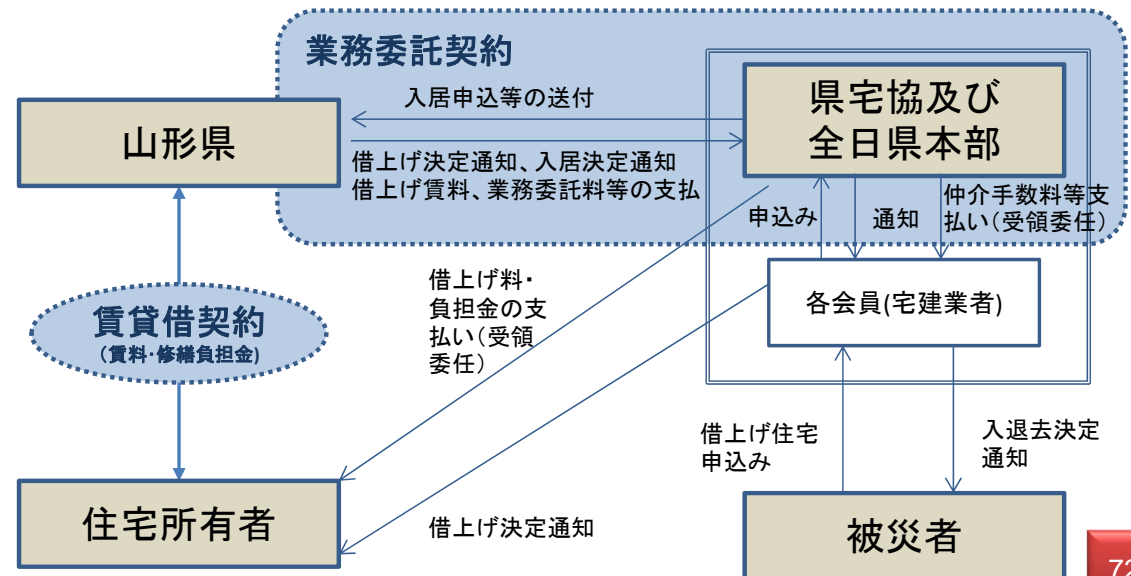 業務委託契約
入居申込等の送付
県宅協及び
全日県本部
山形県
借上げ決定通知、入居決定通知
借上げ賃料、業務委託料等の支払
申込み
通知
仲介手数料等支
払い(受領委任)
借上げ料・
負担金の支
払い(受領
委任)
各会員(宅建業者)
賃貸借契約
(賃料・修繕負担金)
借上げ住宅
申込み
入退去決定
通知
住宅所有者
借上げ決定通知
被災者
72